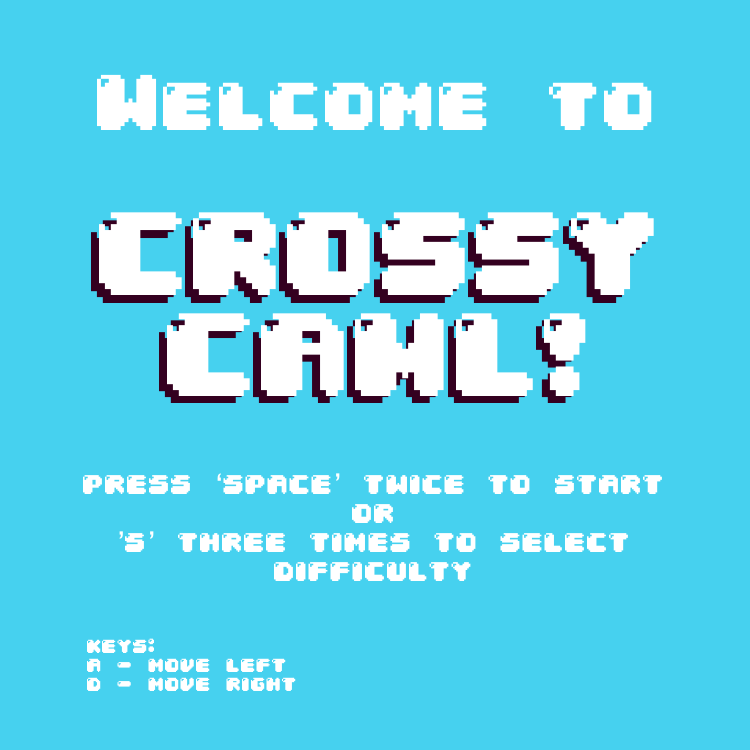 WELCOME TO
CROSSY
CAML!
PRESS 'SPACE' TWICE TO START
OR
'S' THREE TIMES TO SELECT
DIFFICULTY
KEYS:
A - MOVE LEFT
D - MOVE RIGHT